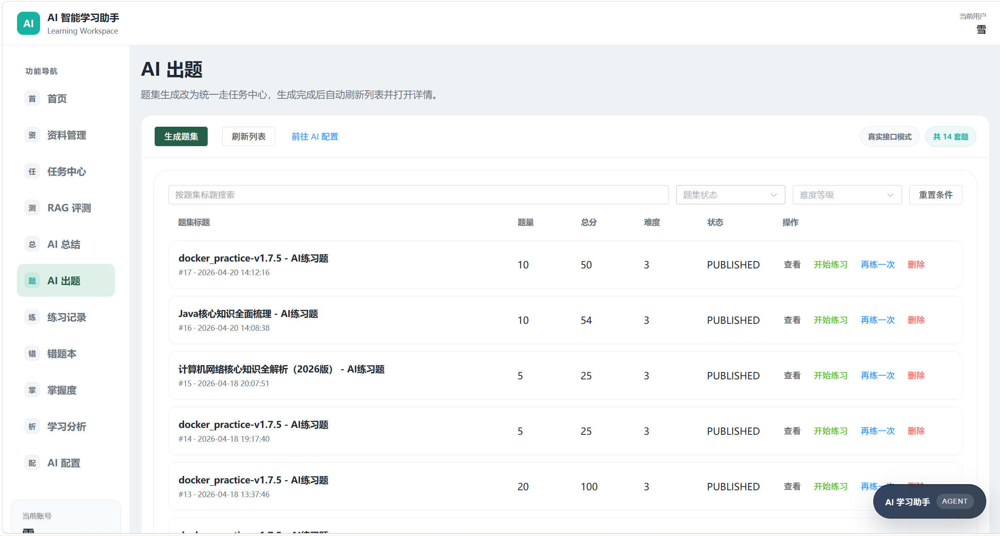 AI
AI 智能学习助手
Learning Workspace
当前用户
雪
功能导航
首 首页
资 资料管理
任 任务中心
测 RAG 评测
总 AI 总结
题 AI 出题
练 练习记录
错 错题本
掌 掌握度
析 学习分析
配 AI 配置
当前账号
AI 出题
题集生成改为统一走任务中心，生成完成后自动刷新列表并打开详情。
生成题集 刷新列表 前往 AI 配置 真实接口模式 共 14 套题
按题集标题搜索 题集状态 难度等级 重置条件
题集标题 题量 总分 难度 状态 操作
docker_practice-v1.7.5 - AI练习题
#17 · 2026-04-20 14:12:16
10 50 3 PUBLISHED 查看 开始练习 再练一次 删除
Java核心知识全面梳理 - AI练习题
#16 · 2026-04-20 14:08:38
10 54 3 PUBLISHED 查看 开始练习 再练一次 删除
计算机网络核心知识全解析（2026版） - AI练习题
#15 · 2026-04-18 20:07:51
5 25 3 PUBLISHED 查看 开始练习 再练一次 删除
docker_practice-v1.7.5 - AI练习题
#14 · 2026-04-18 19:17:40
5 25 3 PUBLISHED 查看 开始练习 再练一次 删除
docker_practice-v1.7.5 - AI练习题
#13 · 2026-04-18 13:37:46
20 100 3 PUBLISHED 查看 开始练习 再练一次 删除
AI 学习助手 AGENT